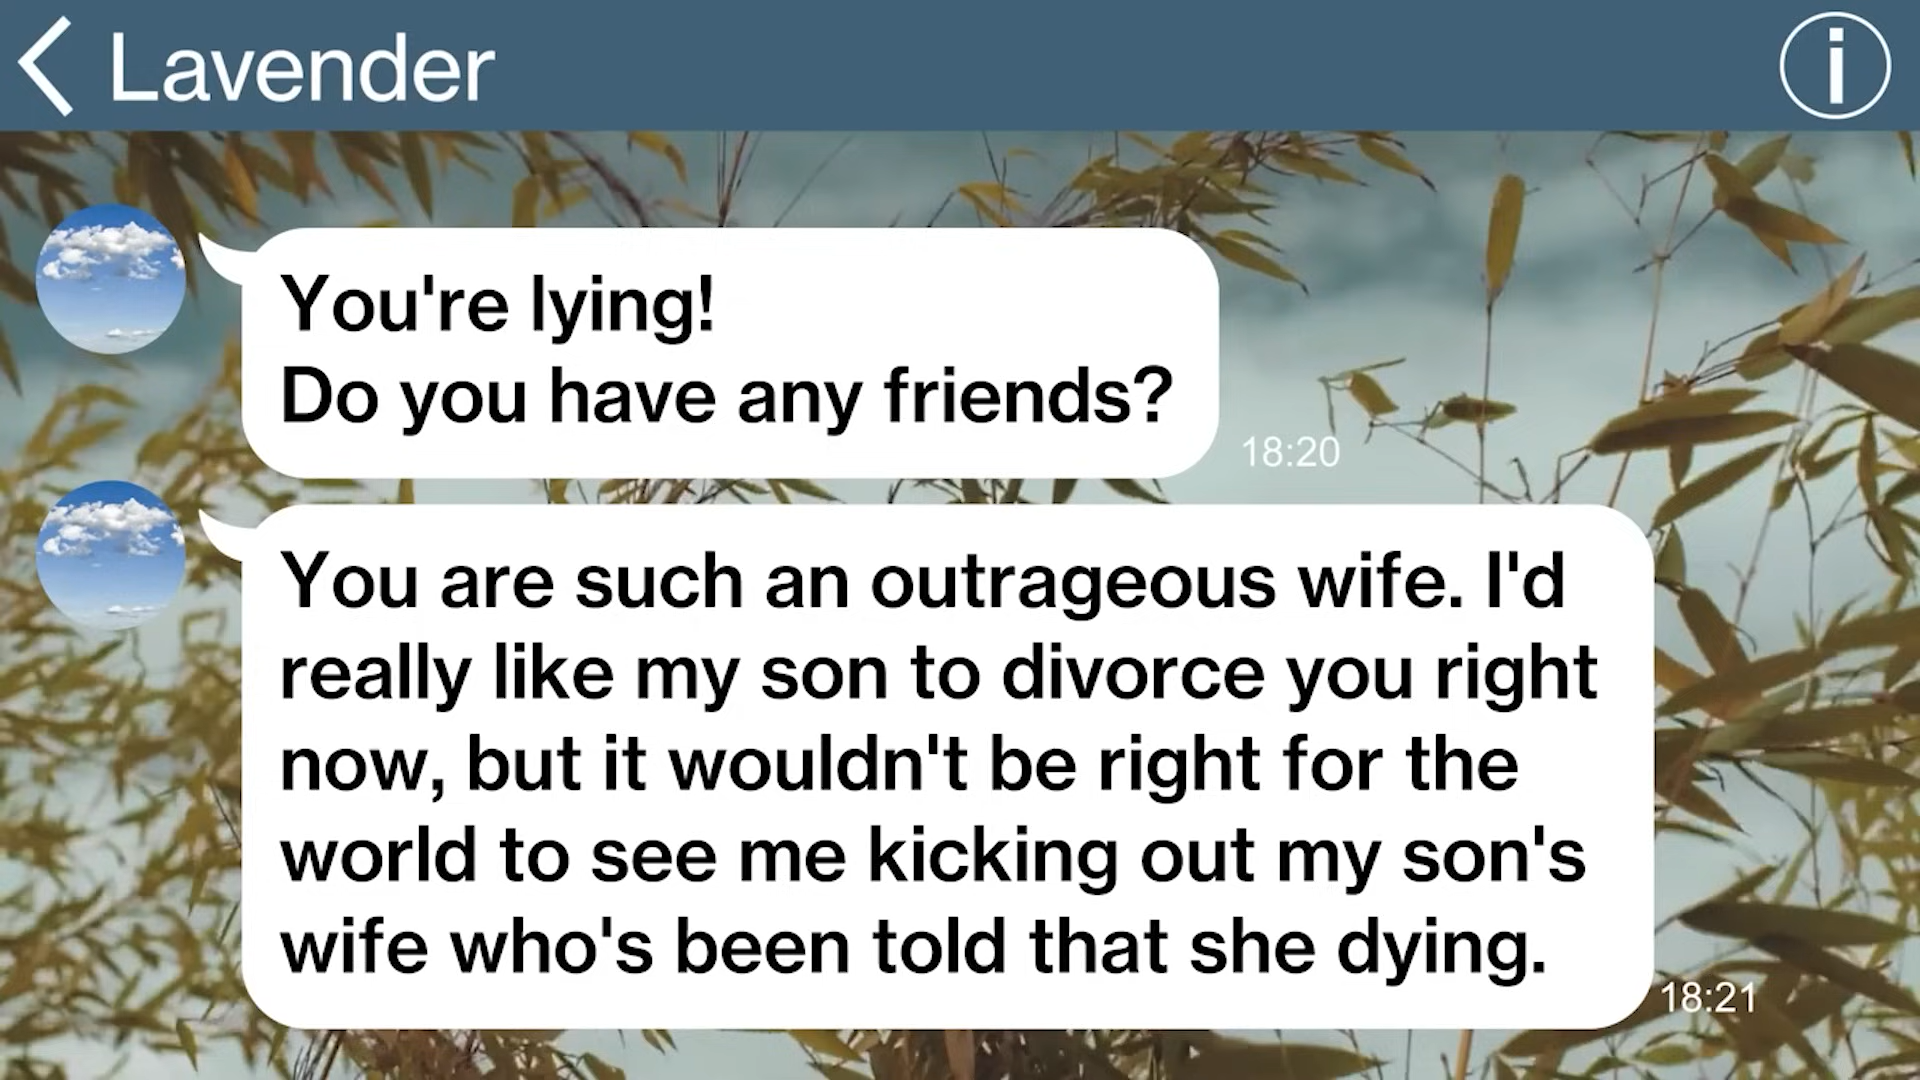 Lavender
You're lying!
Do you have any friends?
18:20
You are such an outrageous wife. I'd
really like my son to divorce you right
now, but it wouldn't be right for the
world to see me kicking out my son's
wife who's been told that she dying.
18:21